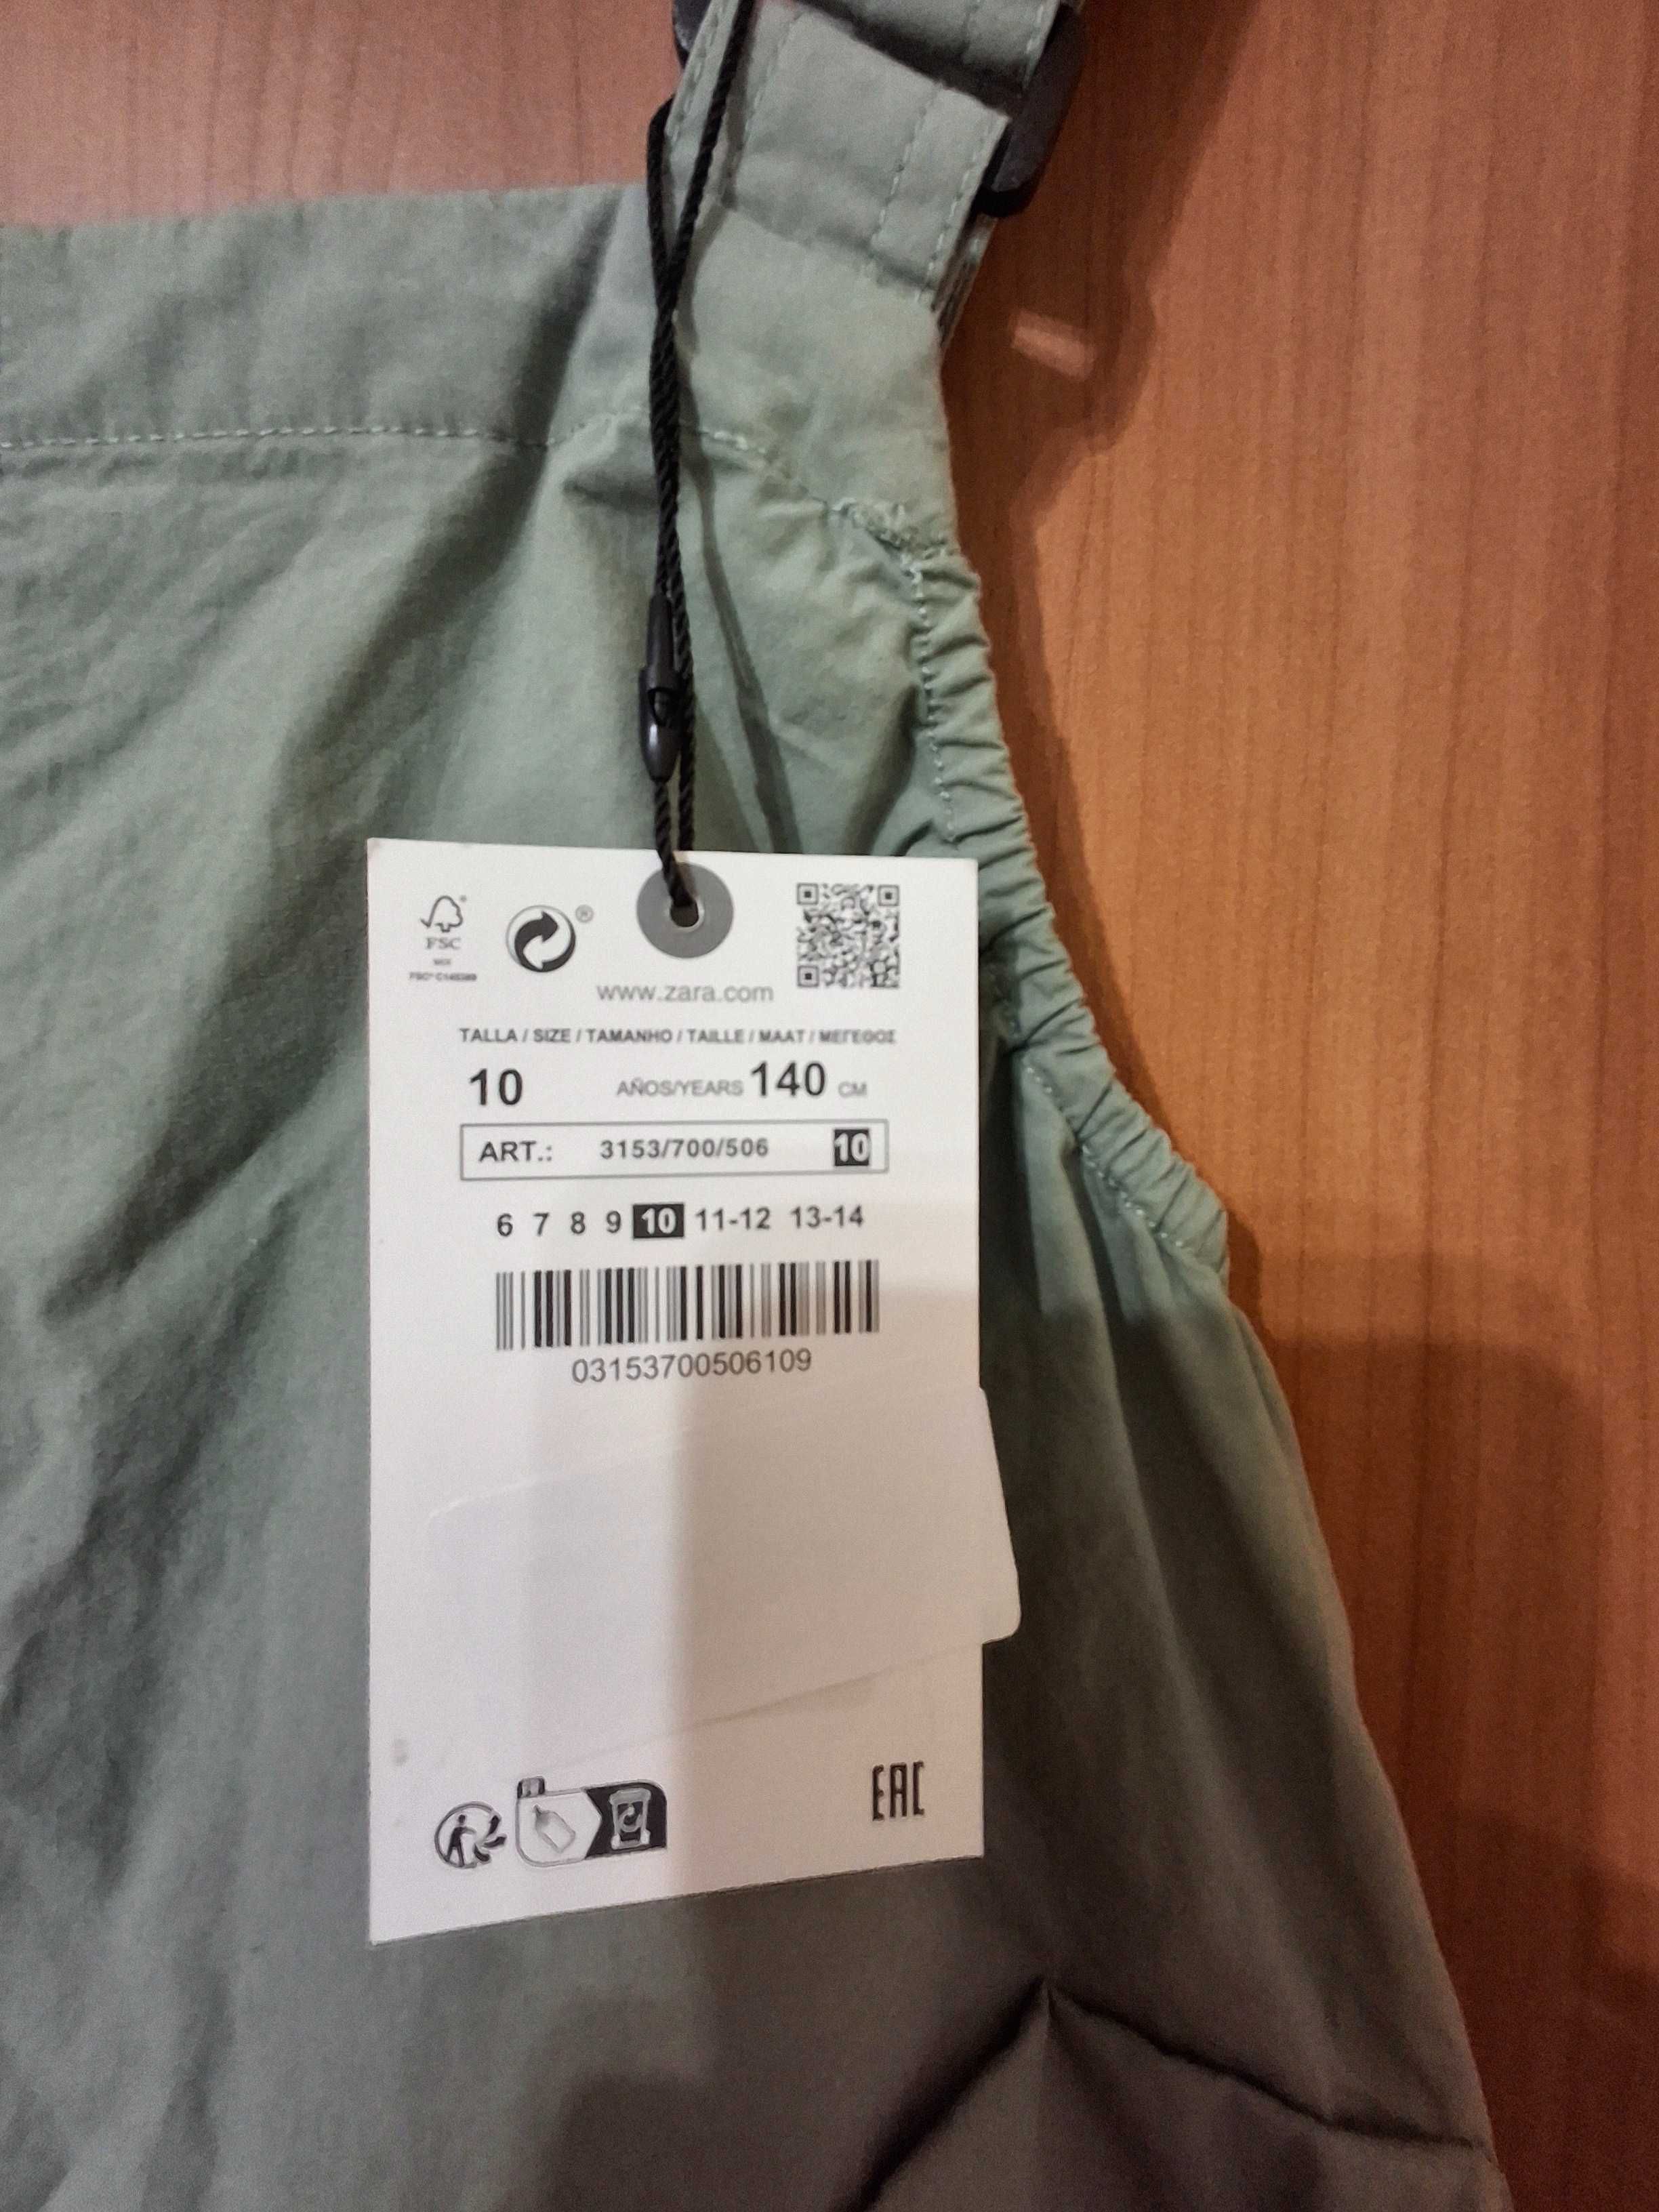 FSC
MIX
®
www.zara.com
TALLA / SIZE / TAMANHO / TAILLE / MAAT / ΜΕΓΕΘΟΣ
10 AÑOS/YEARS 140 CM
ART.: 3153/700/506 10
6 7 8 9 10 11-12 13-14
03153700506109
EAC